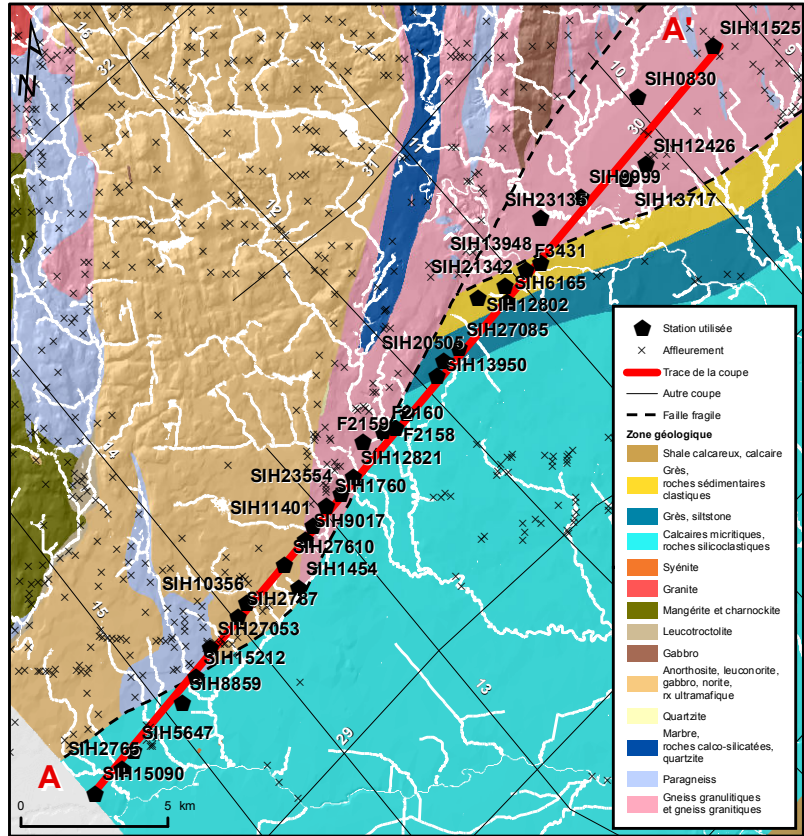 A'
SIH11525
9
16
32
10
SIH0830
30
11
31
SIH12426
SIH9999
SIH23136
SIH13717
12
SIH13948
F3431
SIH21342
SIH6165
SIH12802
SIH27085
SIH20505
SIH13950
F2160
F2159
F2158
SIH12821
14
SIH23554
SIH1760
SIH11401
SIH9017
SIH27610
SIH1454
SIH10356
SIH2787
15
SIH27053
SIH15212
13
SIH8859
29
SIH5647
SIH2765
A
SIH15090
0 5 km
N
Station utilisée
Affleurement
Trace de la coupe
Autre coupe
Faille fragile
Zone géologique
Shale calcareux, calcaire
Grès,
roches sédimentaires
clastiques
Grès, siltstone
Calcaires micritiques,
roches silicoclastiques
Syénite
Granite
Mangérite et charnockite
Leucotroctolite
Gabbro
Anorthosite, leuconorite,
gabbro, norite,
rx ultramafique
Quartzite
Marbre,
roches calco-silicatées,
quartzite
Paragneiss
Gneiss granulitiques
et gneiss granitiques